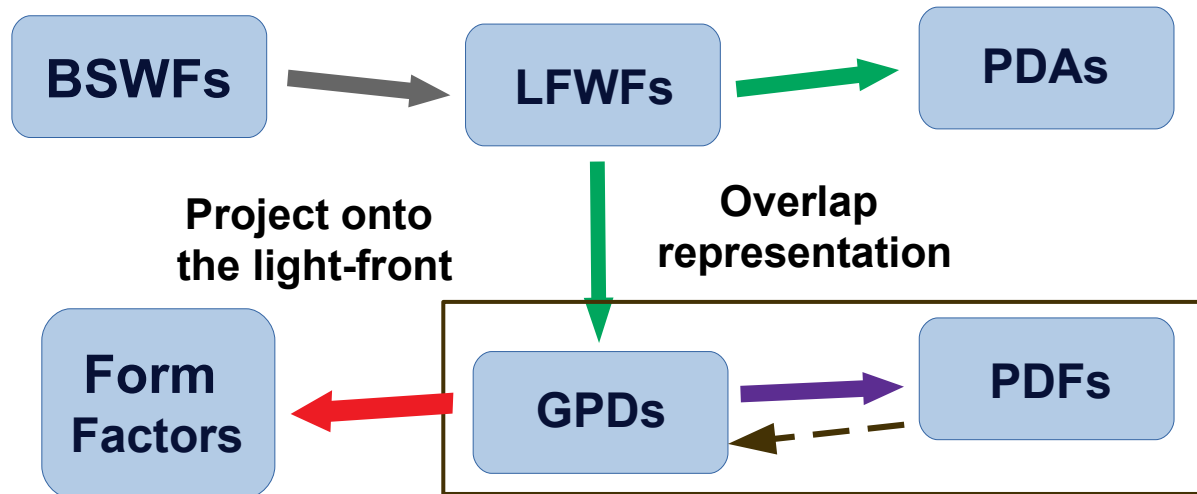 BSWFs
LFWFs
PDAs
Project onto
the light-front
Overlap
representation
Form
Factors
GPDs
PDFs